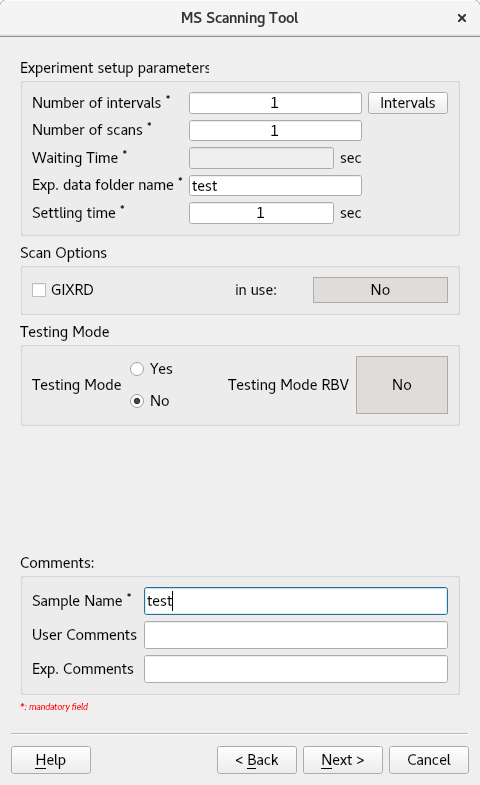 MS Scanning Tool ×
Experiment setup parameters
Number of intervals * 1 Intervals
Number of scans * 1
Waiting Time * sec
Exp. data folder name * test
Settling time * 1 sec
Scan Options
GIXRD in use: No
Testing Mode
Yes
Testing Mode Testing Mode RBV No
No
Comments:
Sample Name * test
User Comments
Exp. Comments
*: mandatory field
Help < Back Next > Cancel